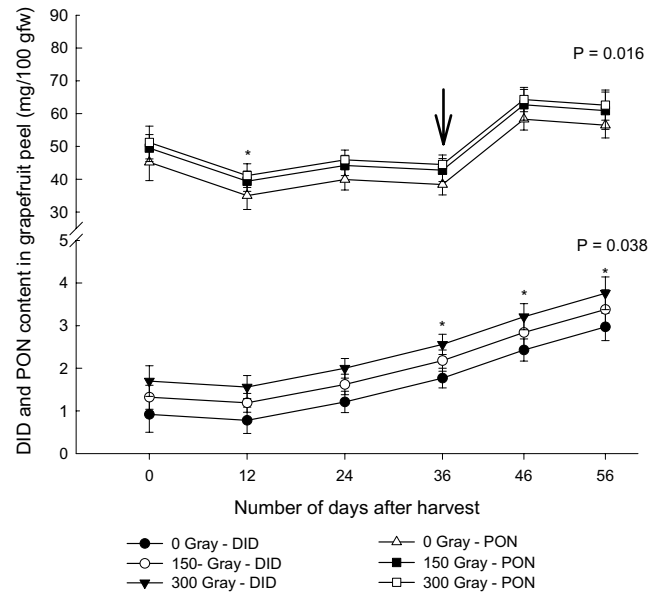 DID and PON content in grapefruit peel (mg/100 gfw)
90
80
70
60
50
40
30
5
4
3
2
1
0
P = 0.016
*
P = 0.038
*
*
*
0
12
24
36
46
56
Number of days after harvest
0 Gray - DID
150- Gray - DID
300 Gray - DID
0 Gray - PON
150 Gray - PON
300 Gray - PON